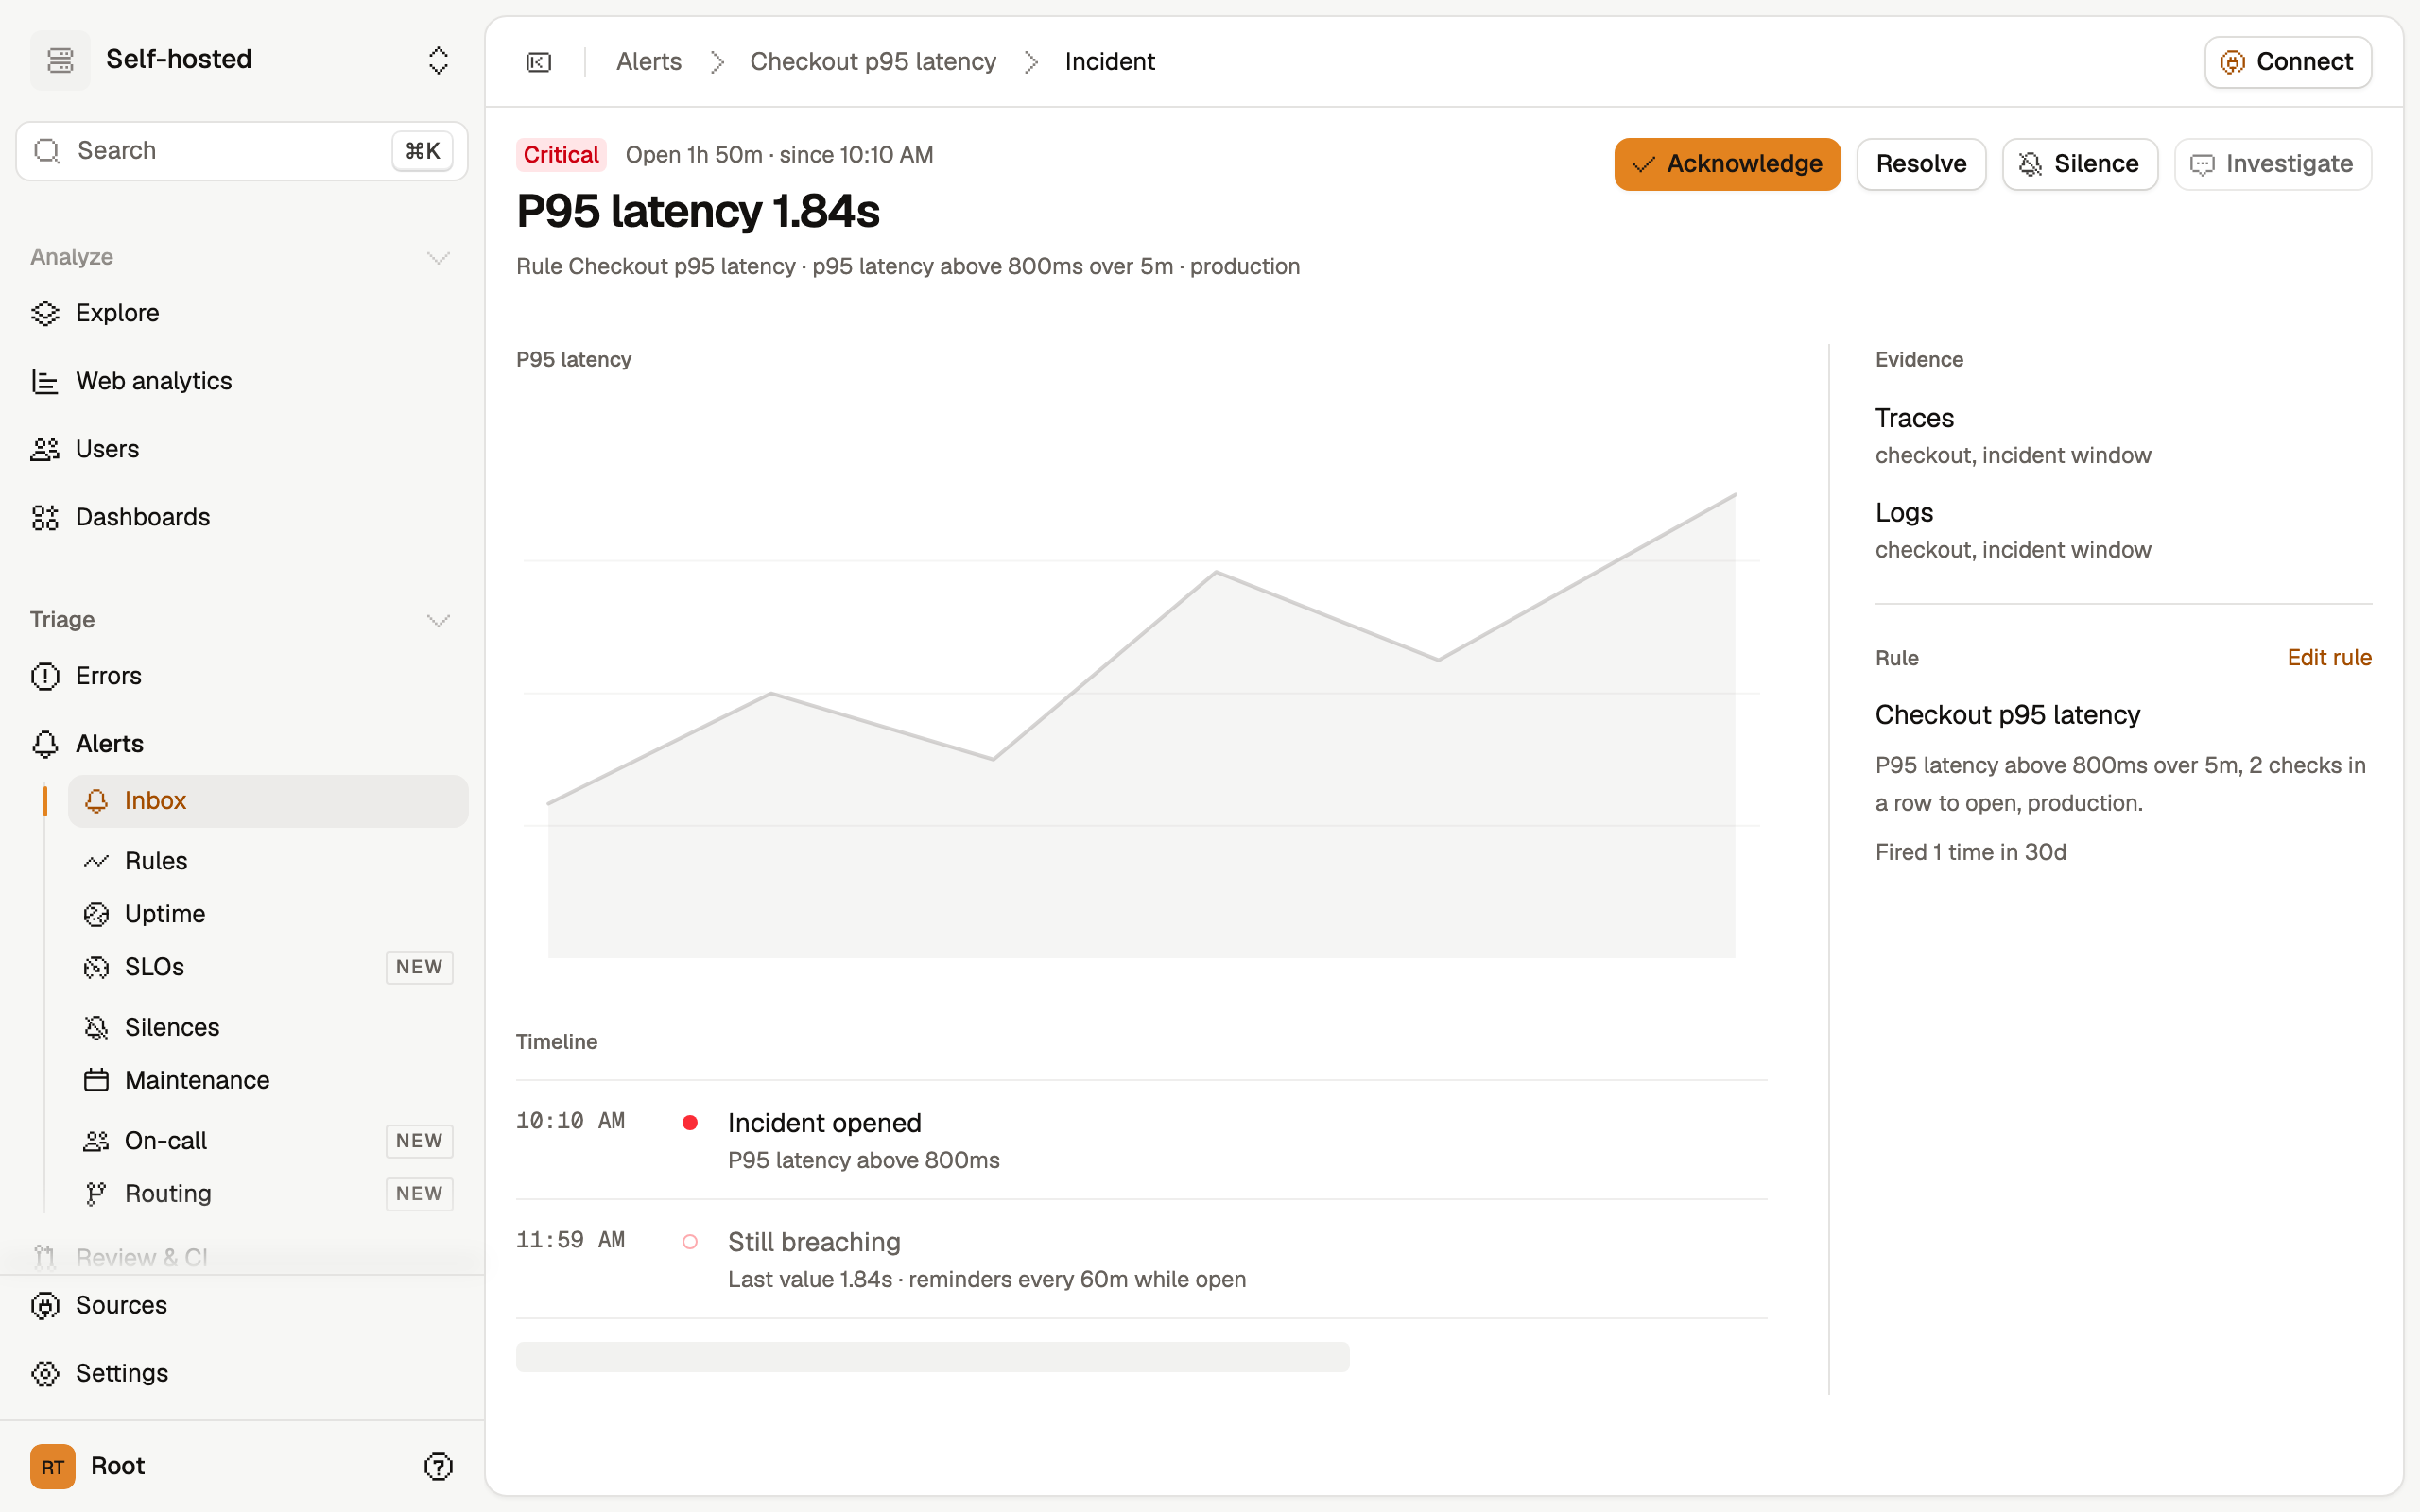 Self-hosted
Search
⌘K
Analyze
Explore
Web analytics
Users
Dashboards
Triage
Errors
Alerts
Inbox
Rules
Uptime
SLOs NEW
Silences
Maintenance
On-call NEW
Routing NEW
Review & CI
Sources
Settings
RT Root
Alerts Checkout p95 latency Incident
Connect
Critical Open 1h 50m · since 10:10 AM
Acknowledge Resolve Silence Investigate
P95 latency 1.84s
Rule Checkout p95 latency · p95 latency above 800ms over 5m · production
P95 latency
Timeline
10:10 AM Incident opened
P95 latency above 800ms
11:59 AM Still breaching
Last value 1.84s · reminders every 60m while open
Evidence
Traces
checkout, incident window
Logs
checkout, incident window
Rule Edit rule
Checkout p95 latency
P95 latency above 800ms over 5m, 2 checks in
a row to open, production.
Fired 1 time in 30d